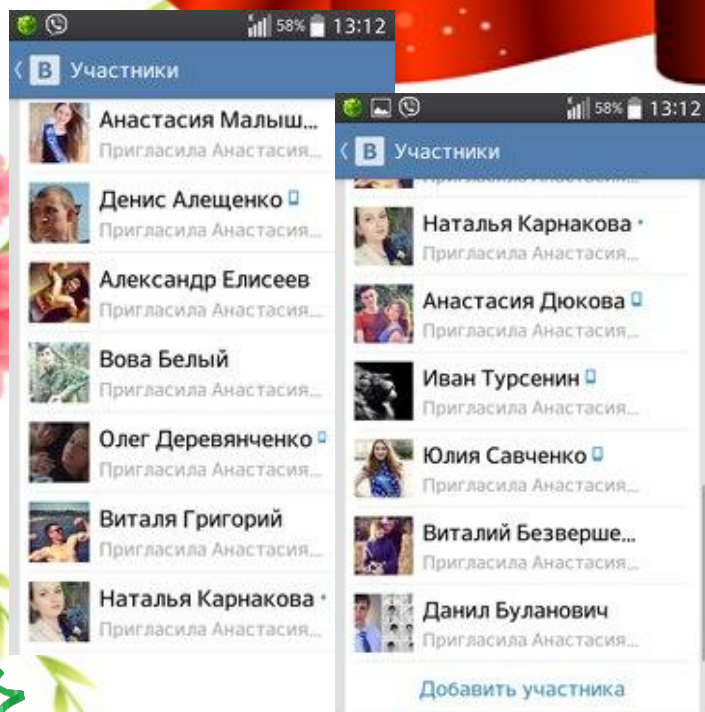 58% 13:12
В Участники
Анастасия Малыш...
Пригласила Анастасия...
Денис Алещенко
Пригласила Анастасия...
Александр Елисеев
Пригласила Анастасия...
Вова Белый
Пригласила Анастасия...
Олег Деревянченко
Пригласила Анастасия...
Виталя Григорий
Пригласила Анастасия...
Наталья Карнакова
Пригласила Анастасия...
58% 13:12
В Участники
Наталья Карнакова
Пригласила Анастасия...
Анастасия Дюкова
Пригласила Анастасия...
Иван Турсенин
Пригласила Анастасия...
Юлия Савченко
Пригласила Анастасия...
Виталий Безверше...
Пригласила Анастасия...
Данил Буланович
Пригласила Анастасия...
Добавить участника